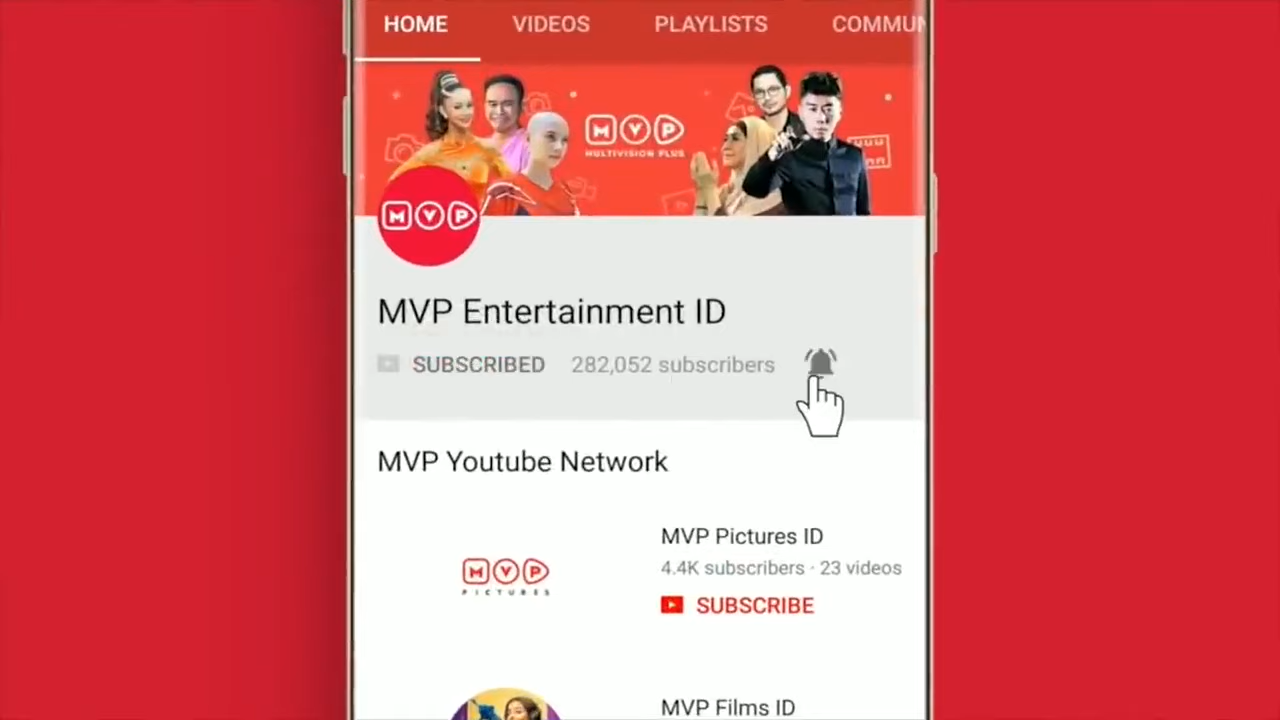 HOME VIDEOS PLAYLISTS COMMUN
MVP
MULTIVISION PLUS
MVP
MVP Entertainment ID
SUBSCRIBED 282,052 subscribers
MVP Youtube Network
MVP Pictures ID
4.4K subscribers · 23 videos
MVP
PICTURES
SUBSCRIBE
MVP Films ID